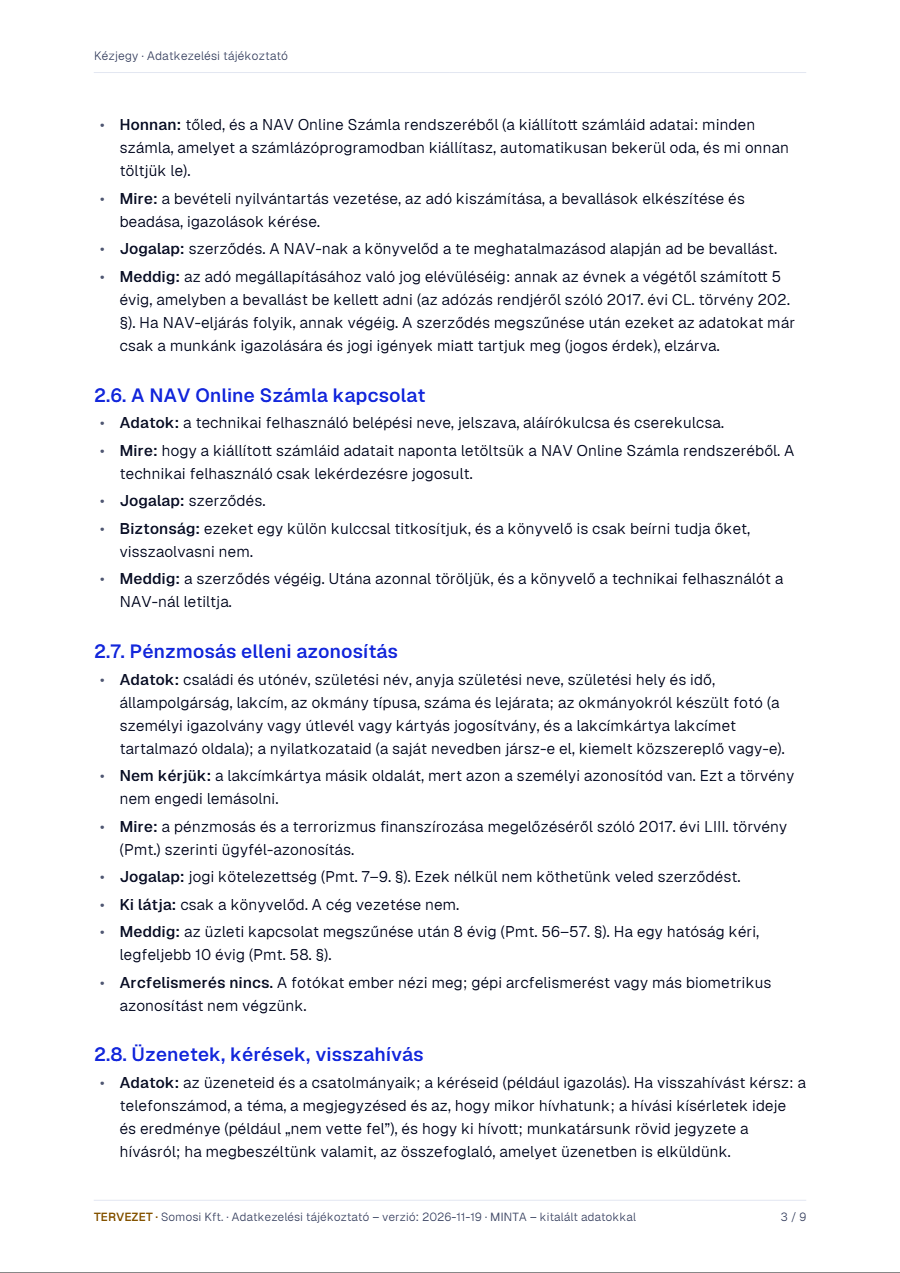 Kézjegy · Adatkezelési tájékoztató
• Honnan: tőled, és a NAV Online Számla rendszeréből (a kiállított számláid adatai: minden
számla, amelyet a számlázóprogramodban kiállítasz, automatikusan bekerül oda, és mi onnan
töltjük le).
• Mire: a bevételi nyilvántartás vezetése, az adó kiszámítása, a bevallások elkészítése és
beadása, igazolások kérése.
• Jogalap: szerződés. A NAV-nak a könyvelőd a te meghatalmazásod alapján ad be bevallást.
• Meddig: az adó megállapításához való jog elévüléséig: annak az évnek a végétől számított 5
évig, amelyben a bevallást be kellett adni (az adózás rendjéről szóló 2017. évi CL. törvény 202.
§). Ha NAV-eljárás folyik, annak végéig. A szerződés megszűnése után ezeket az adatokat már
csak a munkánk igazolására és jogi igények miatt tartjuk meg (jogos érdek), elzárva.
2.6. A NAV Online Számla kapcsolat
• Adatok: a technikai felhasználó belépési neve, jelszava, aláírókulcsa és cserekulcsa.
• Mire: hogy a kiállított számláid adatait naponta letöltsük a NAV Online Számla rendszeréből. A
technikai felhasználó csak lekérdezésre jogosult.
• Jogalap: szerződés.
• Biztonság: ezeket egy külön kulccsal titkosítjuk, és a könyvelő is csak beírni tudja őket,
visszaolvasni nem.
• Meddig: a szerződés végéig. Utána azonnal töröljük, és a könyvelő a technikai felhasználót a
NAV-nál letiltja.
2.7. Pénzmosás elleni azonosítás
• Adatok: családi és utónév, születési név, anyja születési neve, születési hely és idő,
állampolgárság, lakcím, az okmány típusa, száma és lejárata; az okmányokról készült fotó (a
személyi igazolvány vagy útlevél vagy kártyás jogosítvány, és a lakcímkártya lakcímet
tartalmazó oldala); a nyilatkozataid (a saját nevedben jársz-e el, kiemelt közszereplő vagy-e).
• Nem kérjük: a lakcímkártya másik oldalát, mert azon a személyi azonosítód van. Ezt a törvény
nem engedi lemásolni.
• Mire: a pénzmosás és a terrorizmus finanszírozása megelőzéséről szóló 2017. évi LIII. törvény
(Pmt.) szerinti ügyfél-azonosítás.
• Jogalap: jogi kötelezettség (Pmt. 7–9. §). Ezek nélkül nem köthetünk veled szerződést.
• Ki látja: csak a könyvelőd. A cég vezetése nem.
• Meddig: az üzleti kapcsolat megszűnése után 8 évig (Pmt. 56–57. §). Ha egy hatóság kéri,
legfeljebb 10 évig (Pmt. 58. §).
• Arcfelismerés nincs. A fotókat ember nézi meg; gépi arcfelismerést vagy más biometrikus
azonosítást nem végzünk.
2.8. Üzenetek, kérések, visszahívás
• Adatok: az üzeneteid és a csatolmányaik; a kéréseid (például igazolás). Ha visszahívást kérsz: a
telefonszámod, a téma, a megjegyzésed és az, hogy mikor hívhatunk; a hívási kísérletek ideje
és eredménye (például „nem vette fel”), és hogy ki hívott; munkatársunk rövid jegyzete a
hívásról; ha megbeszéltünk valamit, az összefoglaló, amelyet üzenetben is elküldünk.
TERVEZET · Somosi Kft. · Adatkezelési tájékoztató – verzió: 2026-11-19 · MINTA – kitalált adatokkal 3 / 9